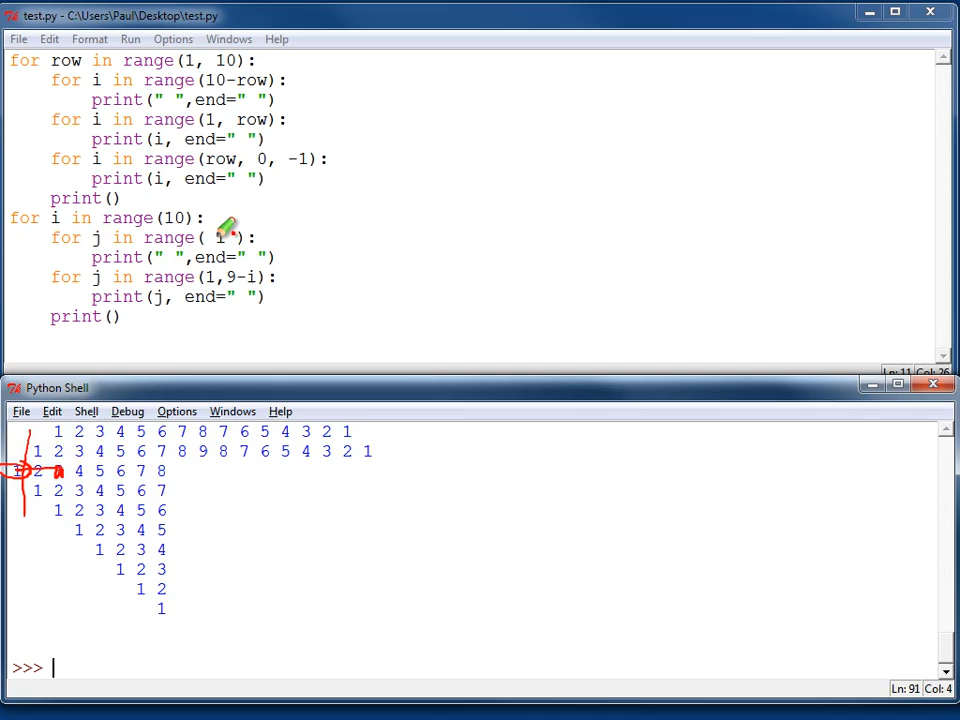 test.py - C:\Users\Paul\Desktop\test.py
File Edit Format Run Options Windows Help
for row in range(1, 10):
    for i in range(10-row):
        print(" ",end=" ")
    for i in range(1, row):
        print(i, end=" ")
    for i in range(row, 0, -1):
        print(i, end=" ")
    print()
for i in range(10):
    for j in range( i ):
        print(" ",end=" ")
    for j in range(1,9-i):
        print(j, end=" ")
    print()
Ln: 11 Col: 26
Python Shell
File Edit Shell Debug Options Windows Help
1 2 3 4 5 6 7 8 7 6 5 4 3 2 1
1 2 3 4 5 6 7 8 9 8 7 6 5 4 3 2 1
1 2 4 5 6 7 8
1 2 3 4 5 6 7
1 2 3 4 5 6
1 2 3 4 5
1 2 3 4
1 2 3
1 2
1
>>>
Ln: 91 Col: 4